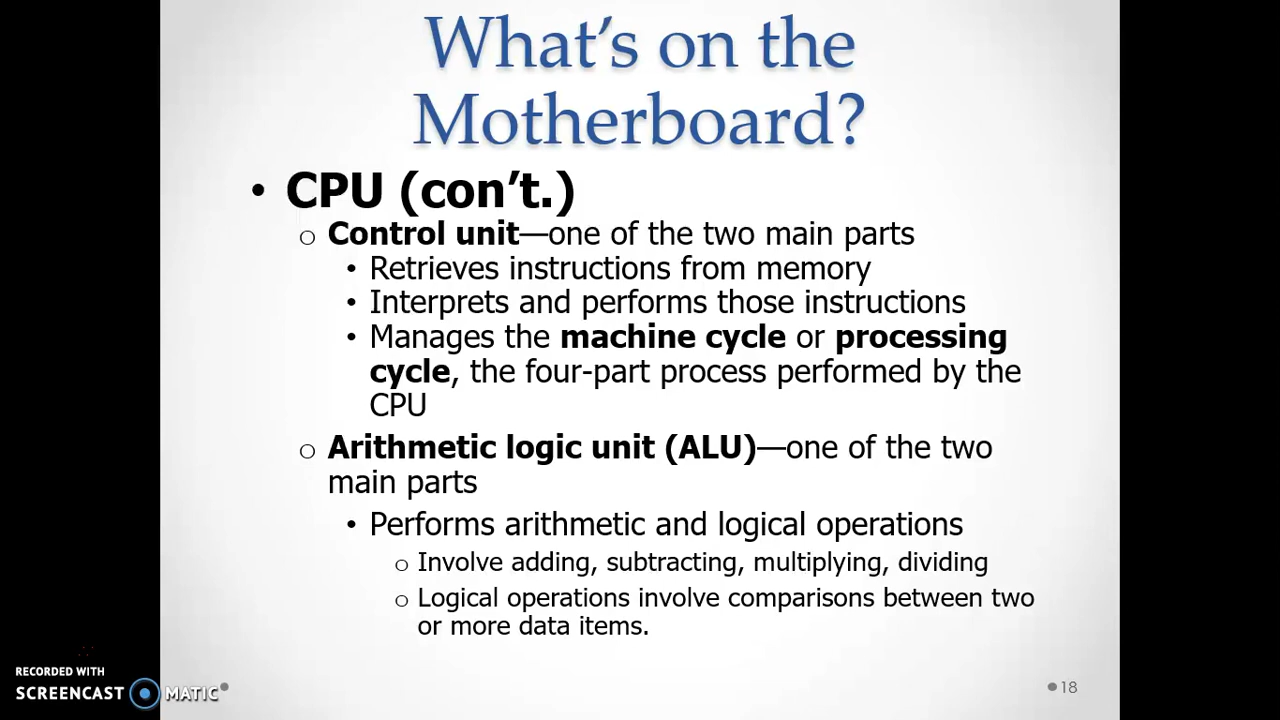 What's on the
Motherboard?
• CPU (con't.)
o Control unit—one of the two main parts
• Retrieves instructions from memory
• Interprets and performs those instructions
• Manages the machine cycle or processing
cycle, the four-part process performed by the
CPU
o Arithmetic logic unit (ALU)—one of the two
main parts
• Performs arithmetic and logical operations
o Involve adding, subtracting, multiplying, dividing
o Logical operations involve comparisons between two
or more data items.
RECORDED WITH
SCREENCAST MATIC
18